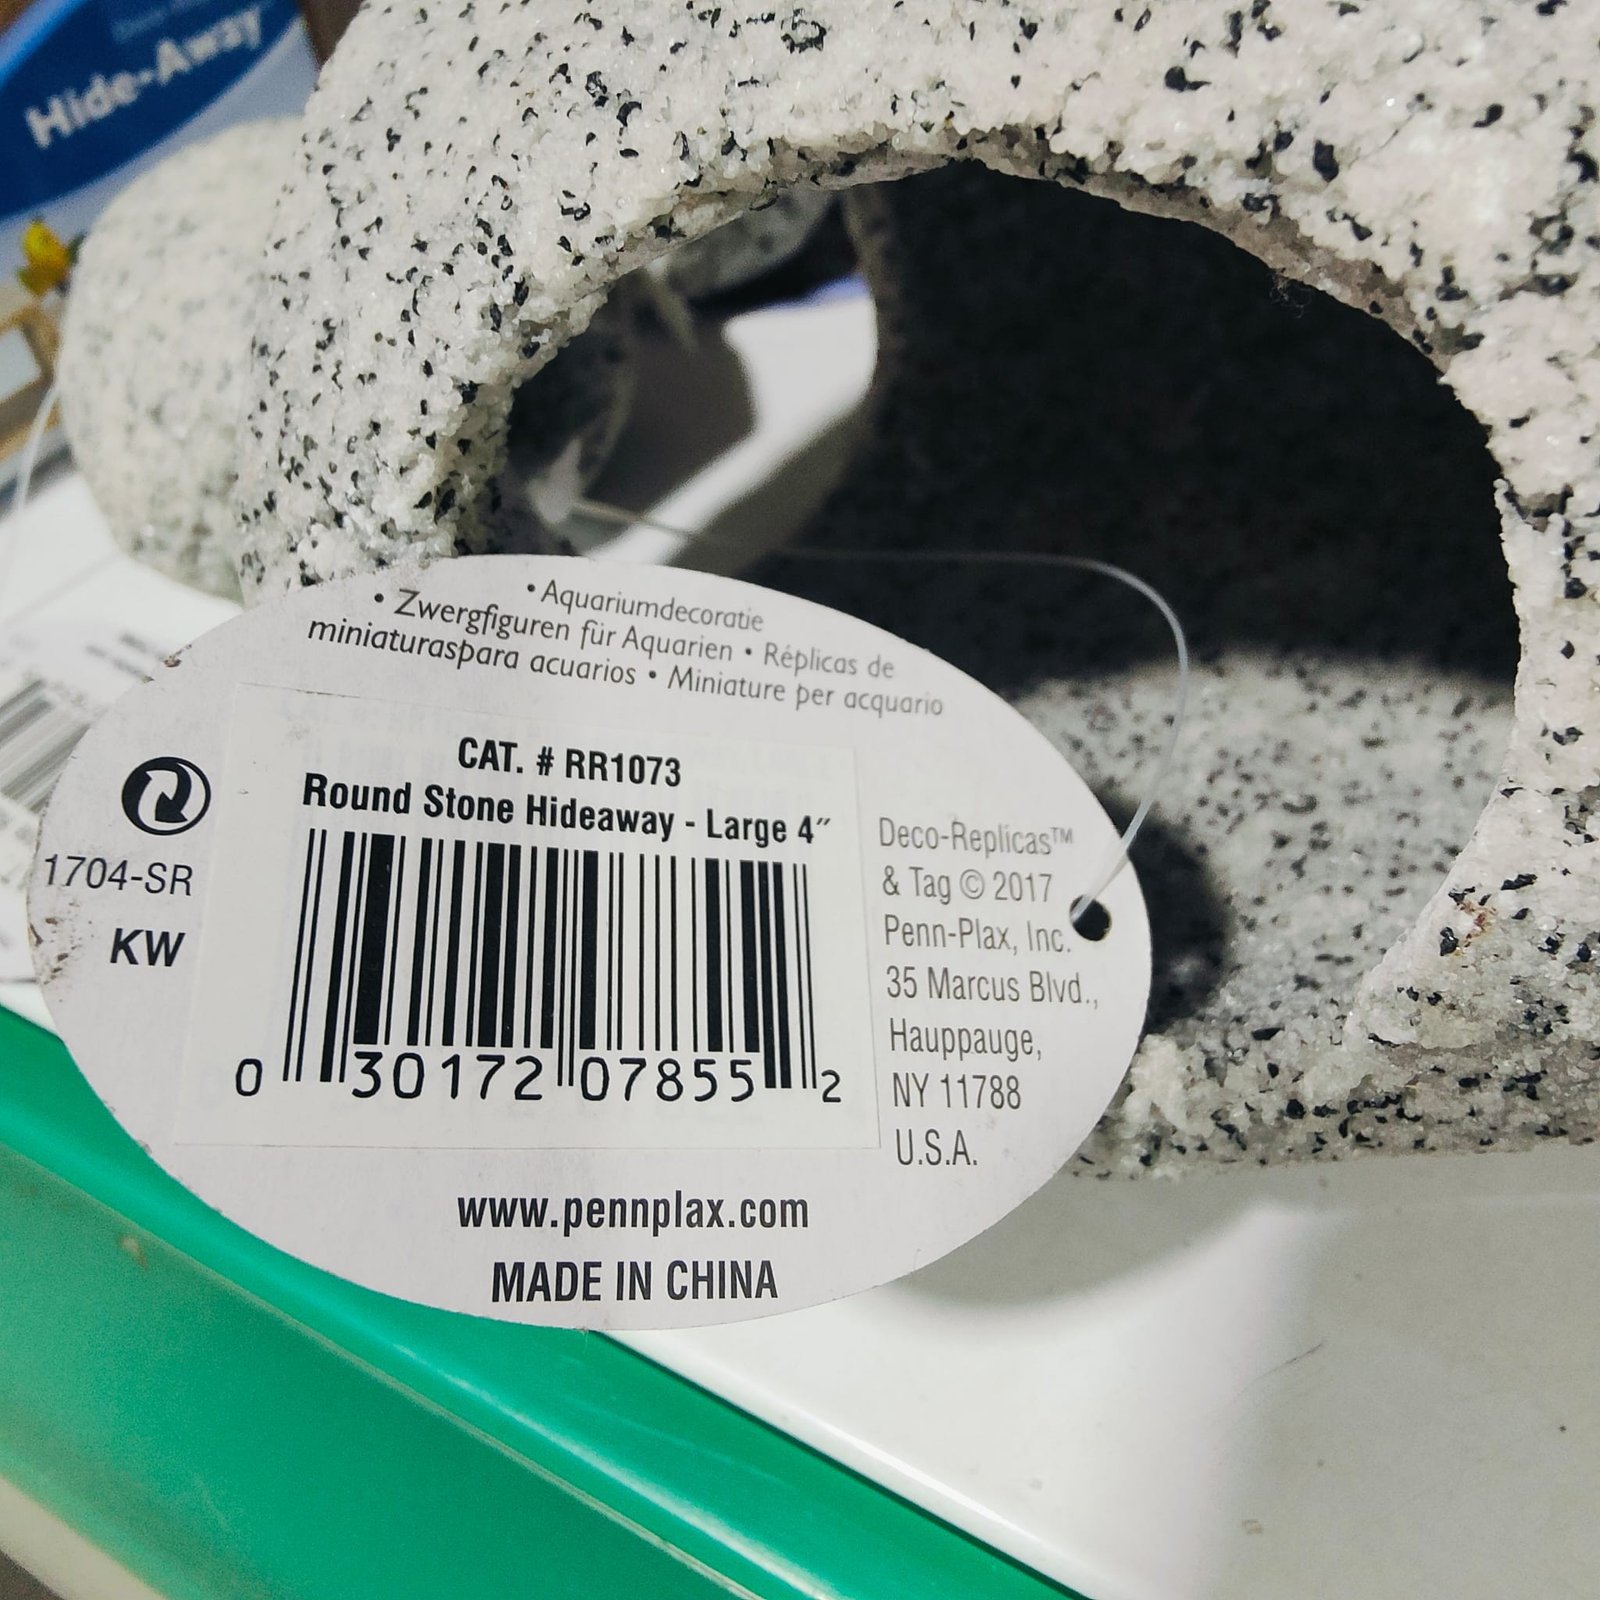 Hide-Away
• Aquariumdecoratie
• Zwergfiguren für Aquarien • Réplicas de
miniaturaspara acuarios • Miniature per acquario
CAT. # RR1073
Round Stone Hideaway - Large 4″
1704-SR
KW
0 30172 07855 2
Deco-Replicas™
& Tag © 2017
Penn-Plax, Inc.
35 Marcus Blvd.,
Hauppauge,
NY 11788
U.S.A.
www.pennplax.com
MADE IN CHINA